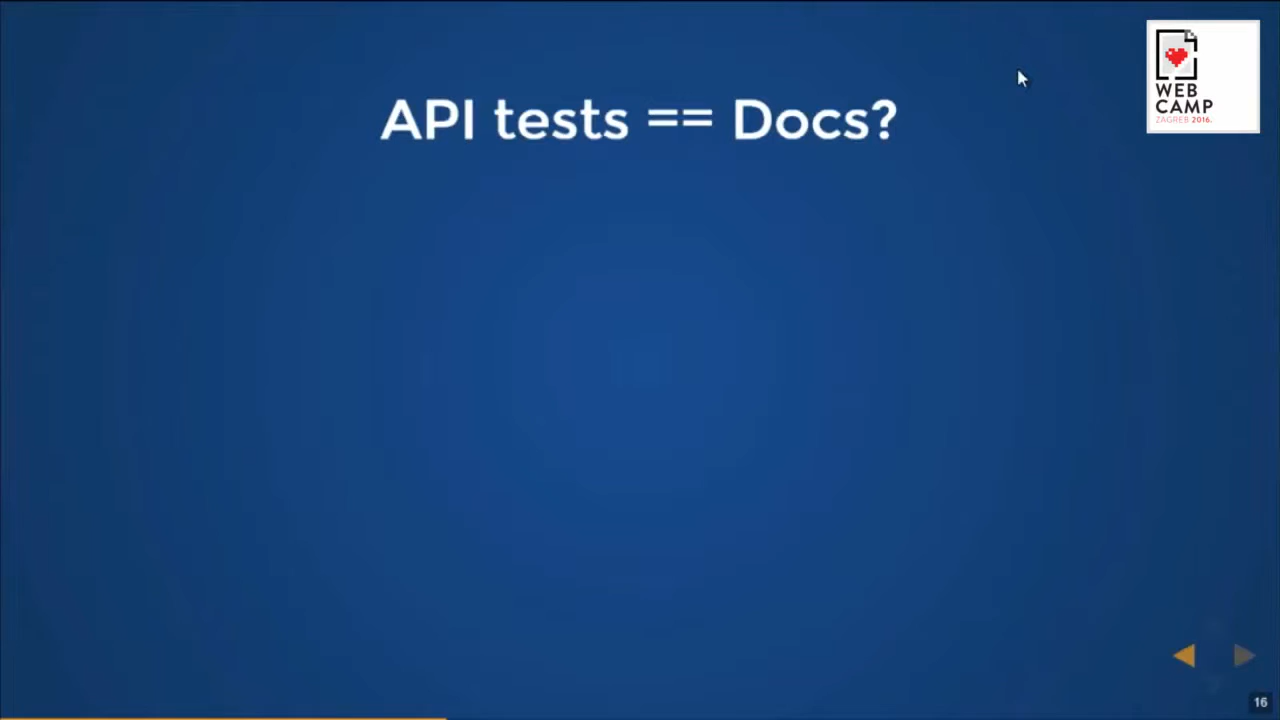 API tests == Docs?
WEB
CAMP
ZAGREB 2016.
16